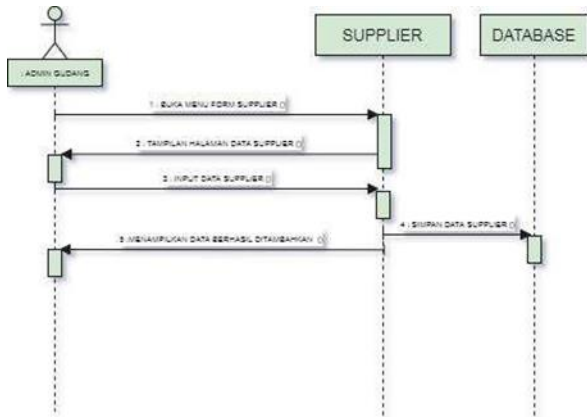 SUPPLIER
DATABASE
: ADMIN GUDANG
1 : BUKA MENU FORM SUPPLIER ()
2 : TAMPILAN HALAMAN DATA SUPPLIER ()
3 : INPUT DATA SUPPLIER ()
4 : SIMPAN DATA SUPPLIER ()
5 :MENAMPILKAN DATA BERHASIL DITAMBAHKAN ()